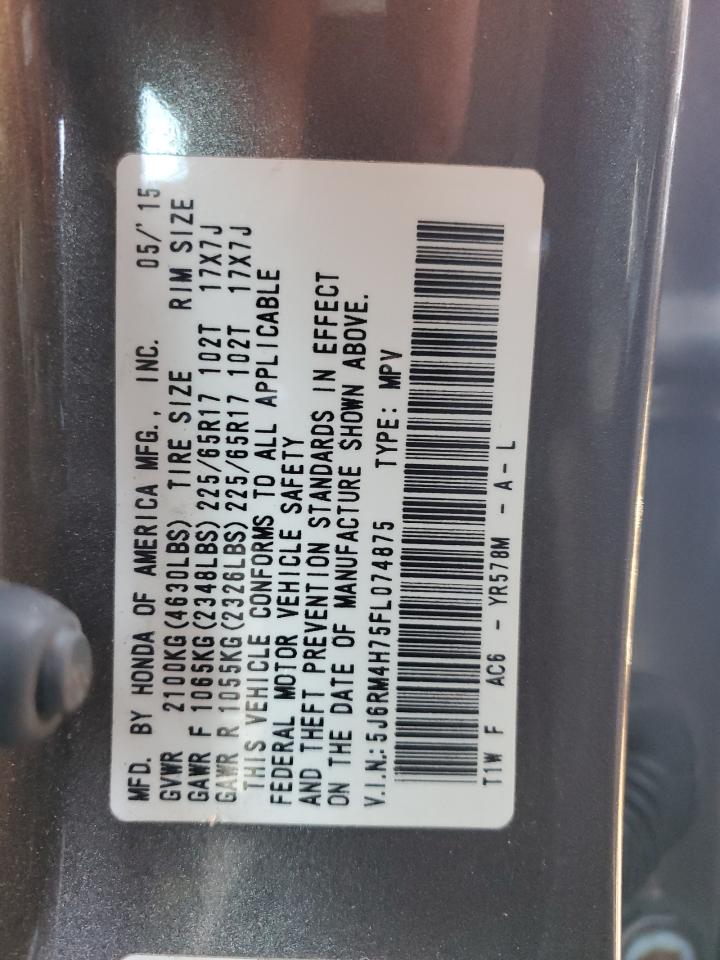 MFD. BY HONDA OF AMERICA MFG., INC. 05/'15
GVWR 2100KG(4630LBS) TIRE SIZE RIM SIZE
GAWR F 1065KG(2348LBS)225/65R17 102T 17X7J
GAWR R 1055KG(2326LBS)225/65R17 102T 17X7J
THIS VEHICLE CONFORMS TO ALL APPLICABLE
FEDERAL MOTOR VEHICLE SAFETY
AND THEFT PREVENTION STANDARDS IN EFFECT
ON THE DATE OF MANUFACTURE SHOWN ABOVE.
V.I.N.:5J6RM4H75FL074875 TYPE: MPV
T1W F AC6 - YR578M - A - L